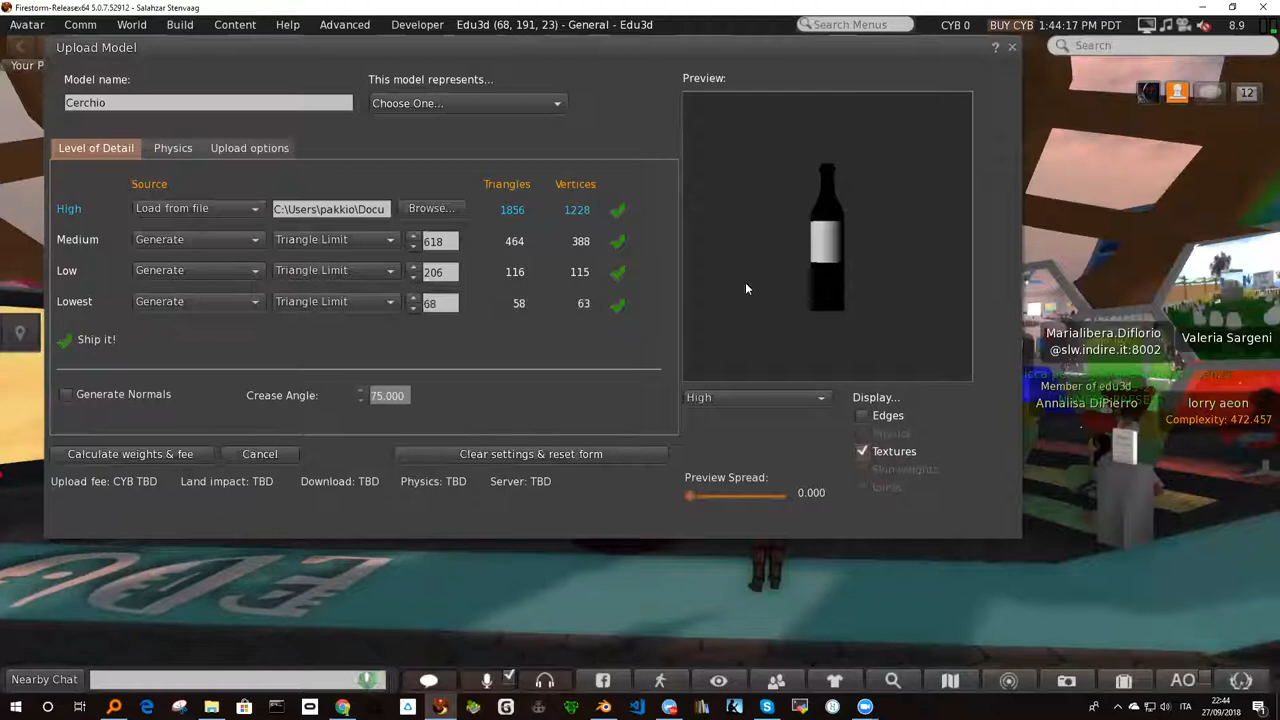 Firestorm-Releasex64 5.0.7.52912 - Salahzar Stenvaag
Avatar Comm World Build Content Help Advanced Developer Edu3d (68, 191, 23) - General - Edu3d Search Menus CYB 0 BUY CYB 1:44:17 PM PDT 8.9
Upload Model
Search
Your P
Model name:
This model represents...
Preview:
Cerchio
Choose One...
12
Level of Detail Physics Upload options
Source Triangles Vertices
High Load from file C:\Users\pakkio\Docu Browse... 1856 1228
Medium Generate Triangle Limit 618 464 388
Low Generate Triangle Limit 206 116 115
Lowest Generate Triangle Limit 68 58 63
Ship it!
Marialibera.Diflorio
@slw.indire.it:8002
Valeria Sargeni
Member of edu3d
Annalisa DiPierro
lorry aeon
Complexity: 472.457
Generate Normals Crease Angle: 75.000
High
Display...
Edges
Physics
Textures
Skin weights
Joints
Calculate weights & fee Cancel Clear settings & reset form
Upload fee: CYB TBD Land impact: TBD Download: TBD Physics: TBD Server: TBD
Preview Spread: 0.000
Nearby Chat
AO
22:44
ITA
27/09/2018